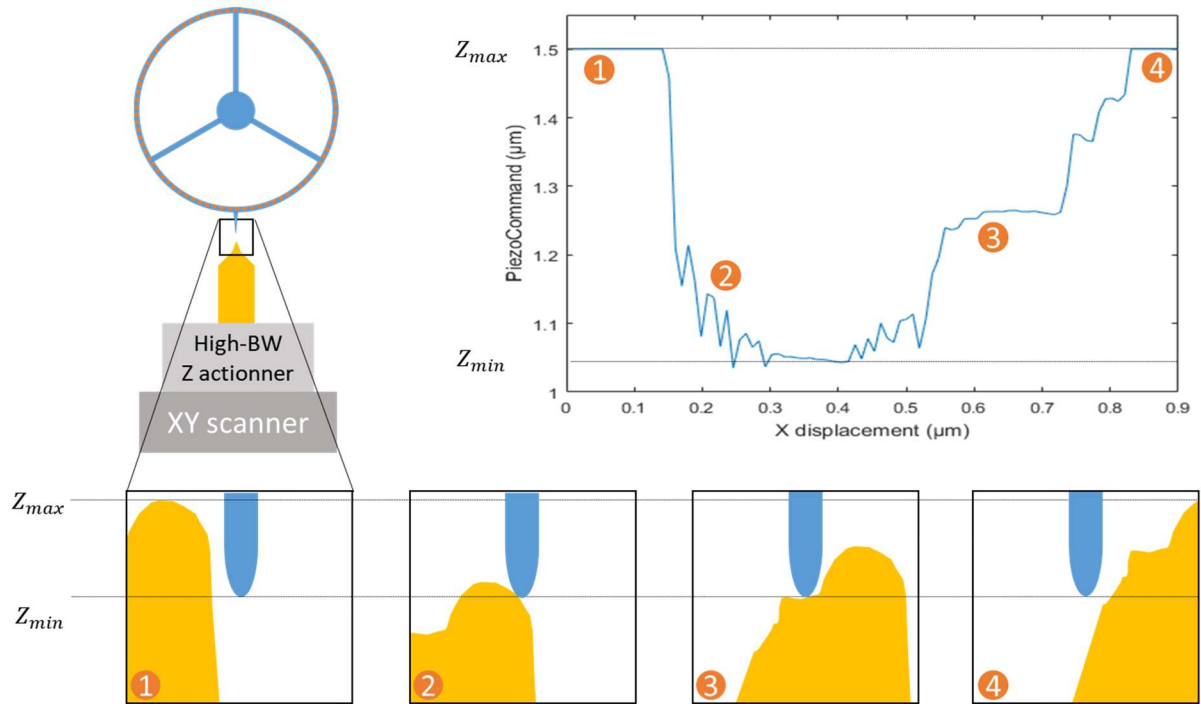 High-BW
Z actionner
XY scanner
Z_max
Z_min
PiezoCommand (µm)
1.5
1.4
1.3
1.2
1.1
1
0 0.1 0.2 0.3 0.4 0.5 0.6 0.7 0.8 0.9
X displacement (µm)
1
2
3
4
Z_max
Z_min
1
2
3
4